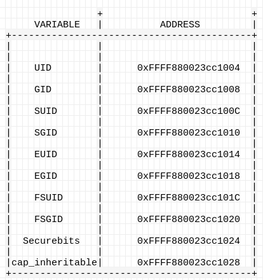 VARIABLE ADDRESS
UID 0xFFFF880023cc1004
GID 0xFFFF880023cc1008
SUID 0xFFFF880023cc100C
SGID 0xFFFF880023cc1010
EUID 0xFFFF880023cc1014
EGID 0xFFFF880023cc1018
FSUID 0xFFFF880023cc101C
FSGID 0xFFFF880023cc1020
Securebits 0xFFFF880023cc1024
cap_inheritable 0xFFFF880023cc1028